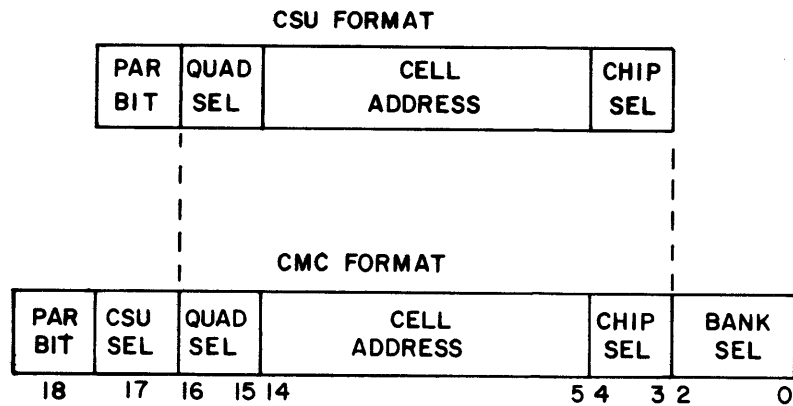 CSU FORMAT
PAR BIT QUAD SEL CELL ADDRESS CHIP SEL
CMC FORMAT
PAR BIT CSU SEL QUAD SEL CELL ADDRESS CHIP SEL BANK SEL
18 17 16 15 14 5 4 3 2 0